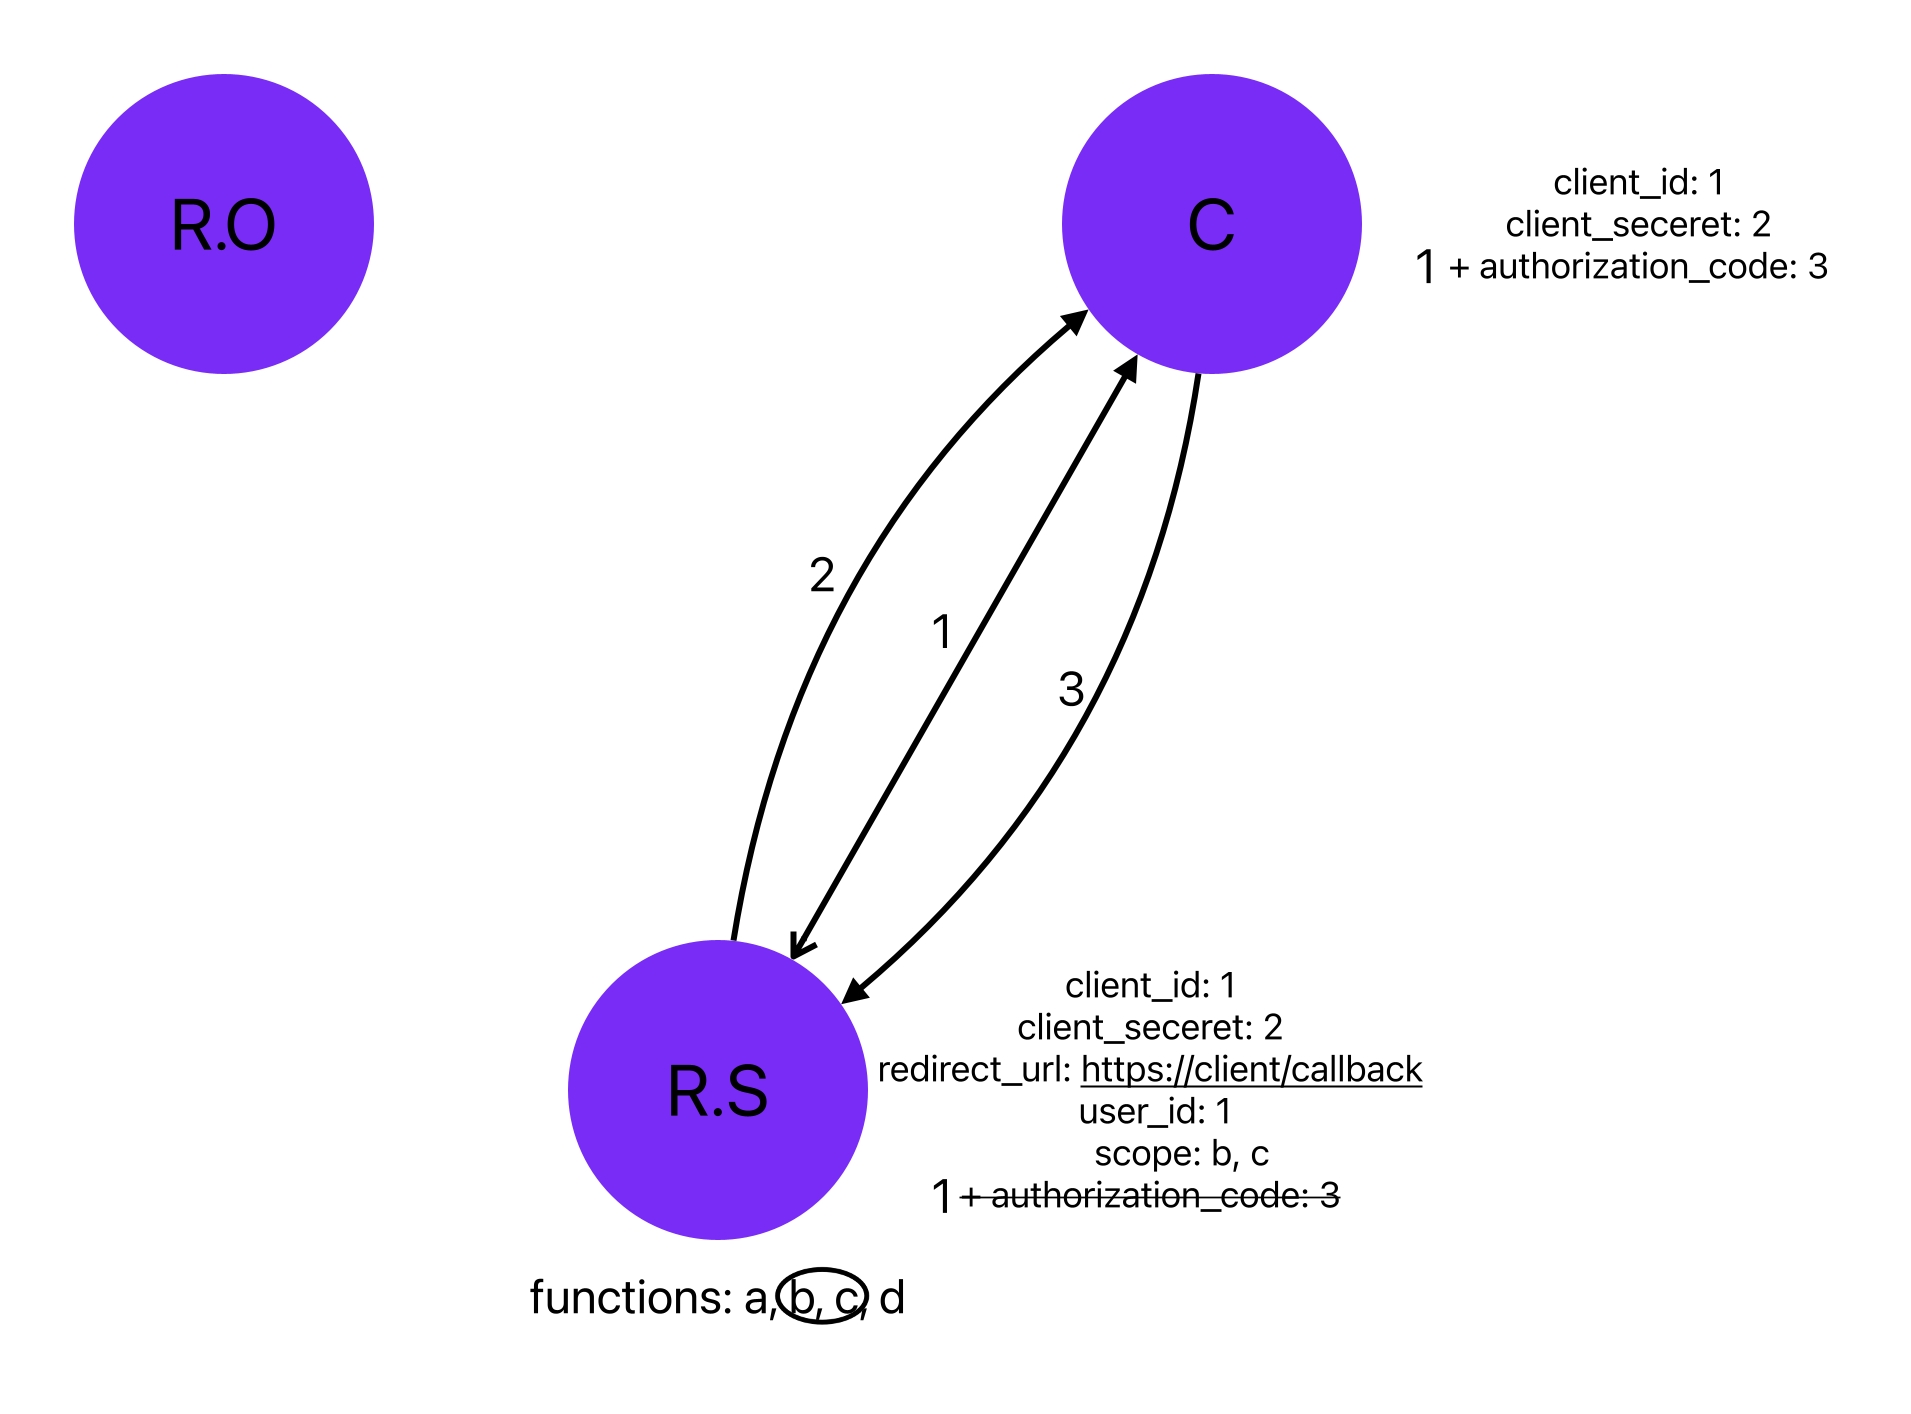 R.O
C
client_id: 1
client_seceret: 2
1 + authorization_code: 3
2
1
3
R.S
client_id: 1
client_seceret: 2
redirect_url: https://client/callback
user_id: 1
scope: b, c
1 + authorization_code: 3
functions: a, b, c, d